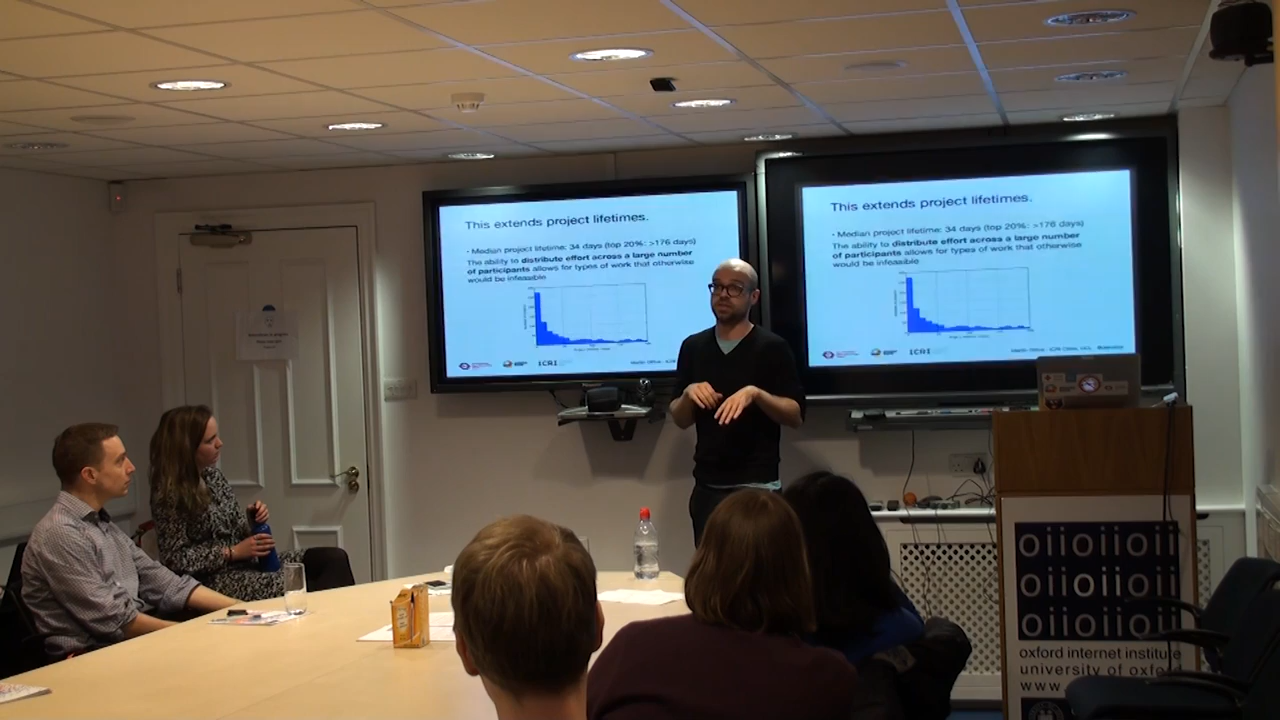 This extends project lifetimes.
• Median project lifetime: 34 days (top 20%: >176 days)
The ability to distribute effort across a large number
of participants allows for types of work that otherwise
would be infeasible
ICRI
This extends project lifetimes.
• Median project lifetime: 34 days (top 20%: >176 days)
The ability to distribute effort across a large number
of participants allows for types of work that otherwise
would be infeasible
ICRI
oiioiioii
oiioiioii
oiioiioii
oxford internet institute
university of oxford
www